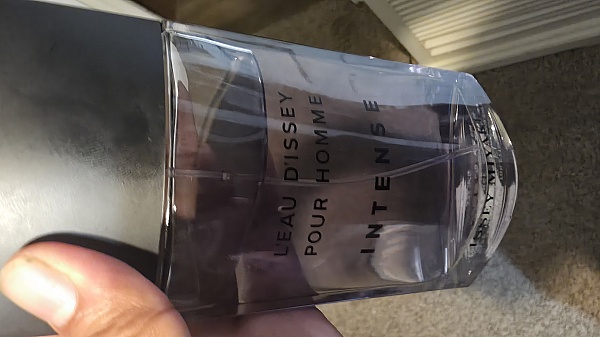 L'EAU D'ISSEY
POUR HOMME
INTENSE
ISSEY MIYAKE